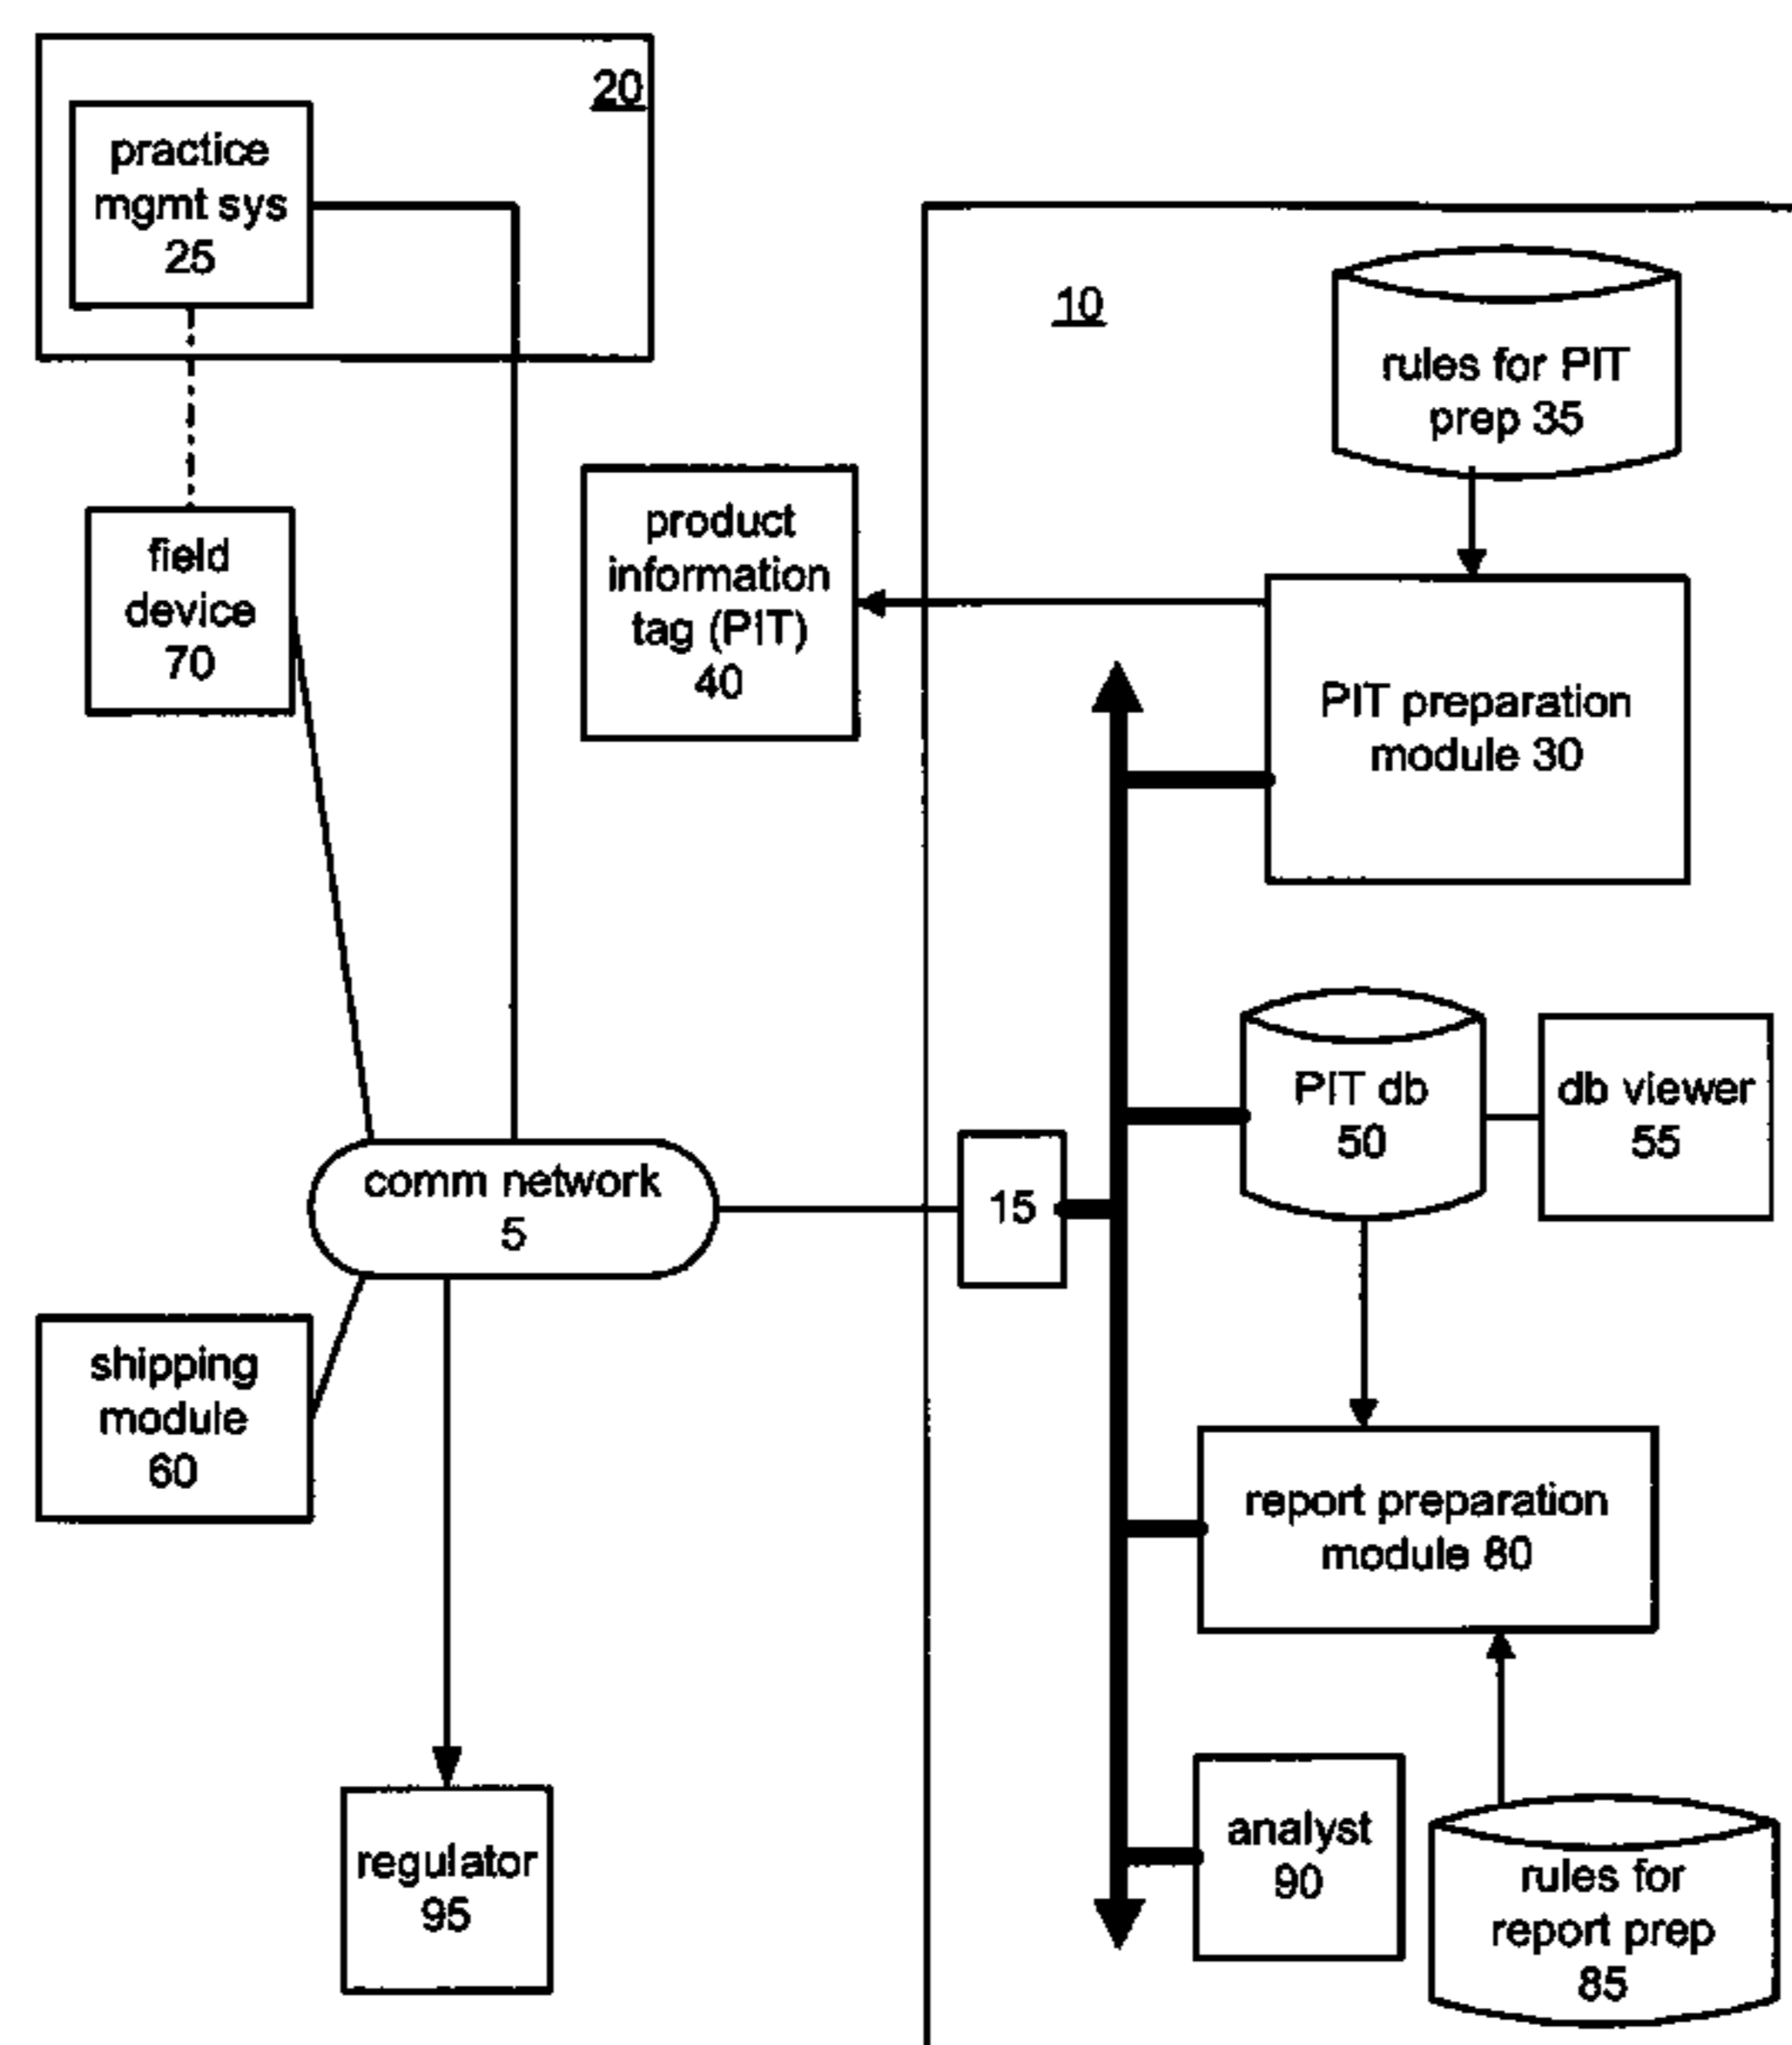 20
practice
mgmt sys
25
10
rules for PIT
prep 35
product
information
tag (PIT)
40
field
device
70
PIT preparation
module 30
PIT db
50
db viewer
55
comm network
5
15
shipping
module
60
report preparation
module 80
regulator
95
analyst
90
rules for
report prep
85